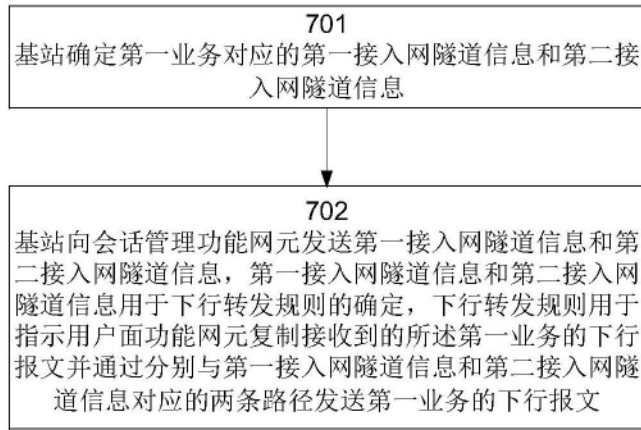 701
基站确定第一业务对应的第一接入网隧道信息和第二接
入网隧道信息
702
基站向会话管理功能网元发送第一接入网隧道信息和第
二接入网隧道信息，第一接入网隧道信息和第二接入网
隧道信息用于下行转发规则的确定，下行转发规则用于
指示用户面功能网元复制接收到的所述第一业务的下行
报文并通过分别与第一接入网隧道信息和第二接入网隧
道信息对应的两条路径发送第一业务的下行报文